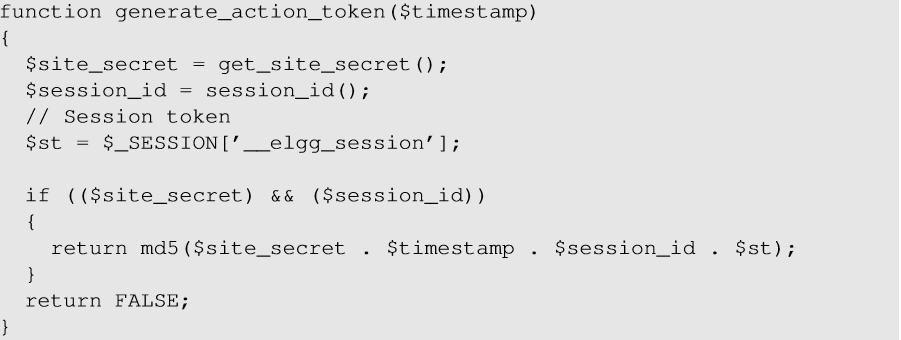 function generate_action_token($timestamp)
{
  $site_secret = get_site_secret();
  $session_id = session_id();
  // Session token
  $st = $_SESSION['__elgg_session'];

  if (($site_secret) && ($session_id))
  {
    return md5($site_secret . $timestamp . $session_id . $st);
  }
  return FALSE;
}